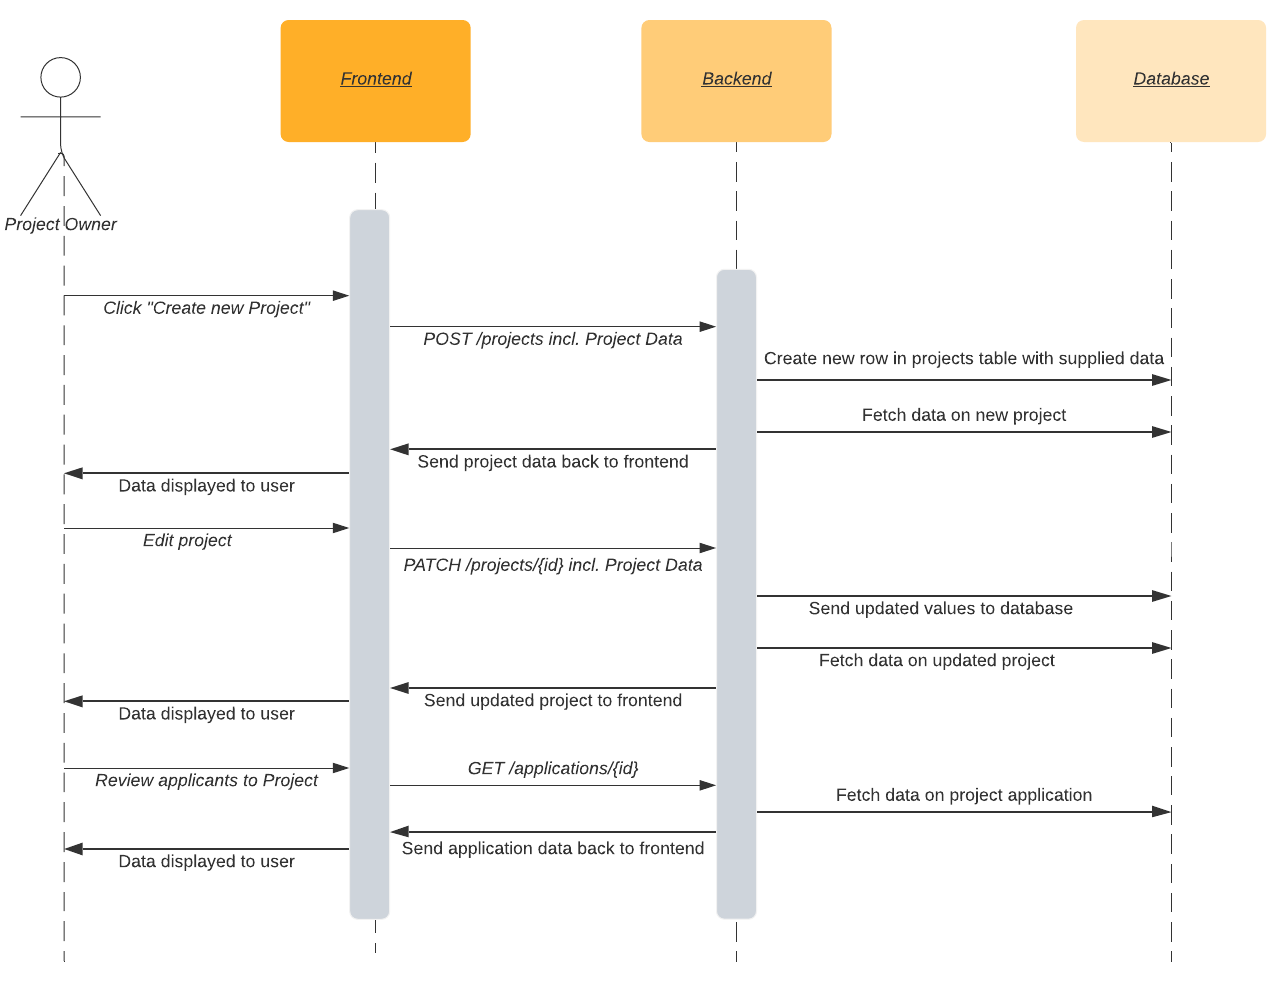 Frontend
Backend
Database
Project Owner
Click "Create new Project"
POST /projects incl. Project Data
Create new row in projects table with supplied data
Fetch data on new project
Send project data back to frontend
Data displayed to user
Edit project
PATCH /projects/{id} incl. Project Data
Send updated values to database
Fetch data on updated project
Send updated project to frontend
Data displayed to user
Review applicants to Project
GET /applications/{id}
Fetch data on project application
Send application data back to frontend
Data displayed to user